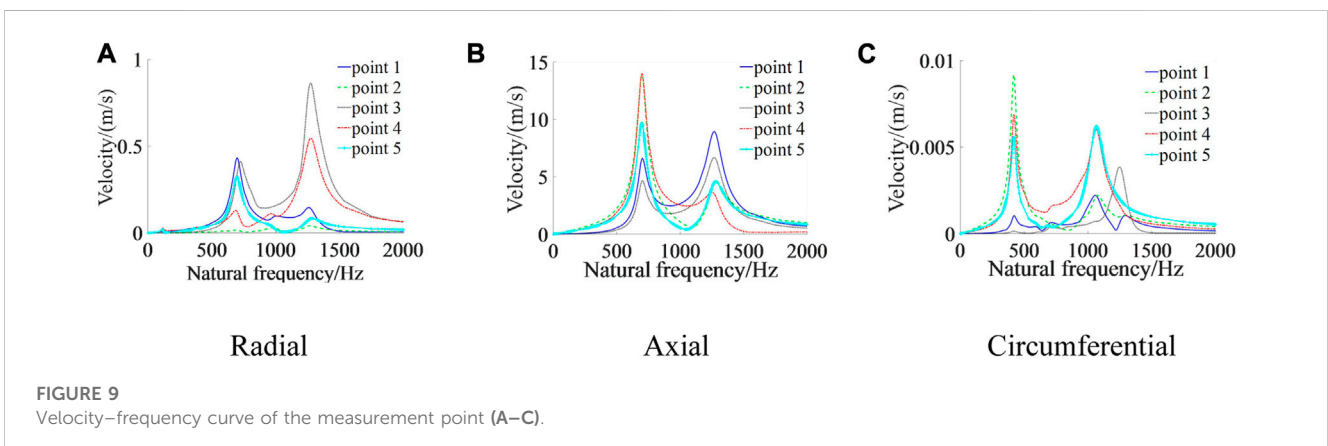 A
1
0.5
0
Velocity/(m/s)
point 1
point 2
point 3
point 4
point 5
0 500 1000 1500 2000
Natural frequency/Hz
Radial
B
15
10
5
0
Velocity/(m/s)
point 1
point 2
point 3
point 4
point 5
0 500 1000 1500 2000
Natural frequency/Hz
Axial
C
0.01
0.005
0
Velocity/(m/s)
point 1
point 2
point 3
point 4
point 5
0 500 1000 1500 2000
Natural frequency/Hz
Circumferential
FIGURE 9
Velocity–frequency curve of the measurement point (A–C).